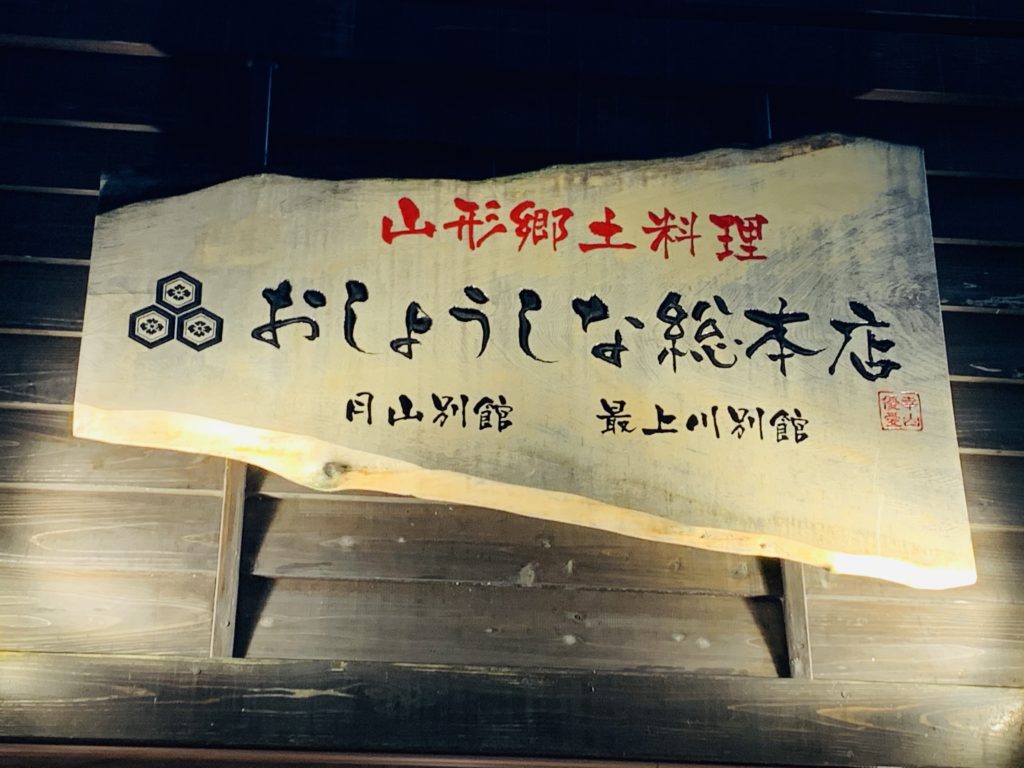 山形郷土料理
おしょうしな総本店
月山別館 最上川別館